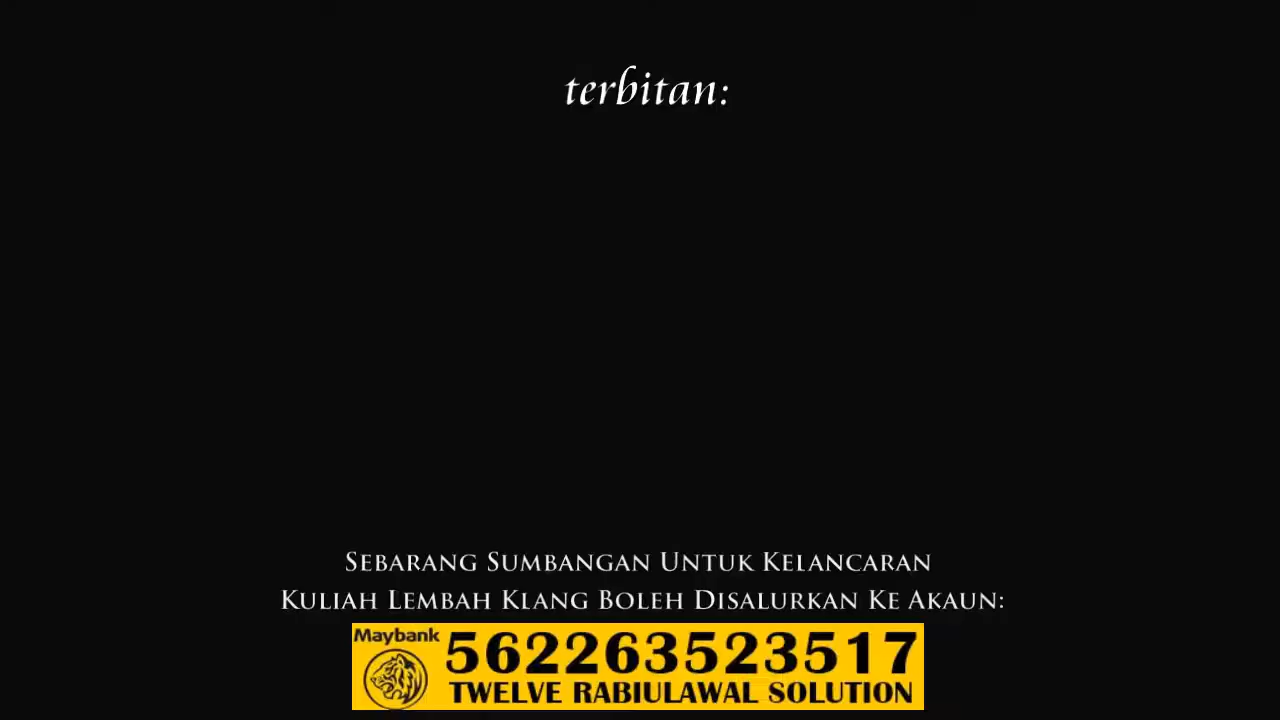 terbitan:
Sebarang Sumbangan Untuk Kelancaran
Kuliah Lembah Klang Boleh Disalurkan Ke Akaun:
Maybank
562263523517
TWELVE RABIULAWAL SOLUTION